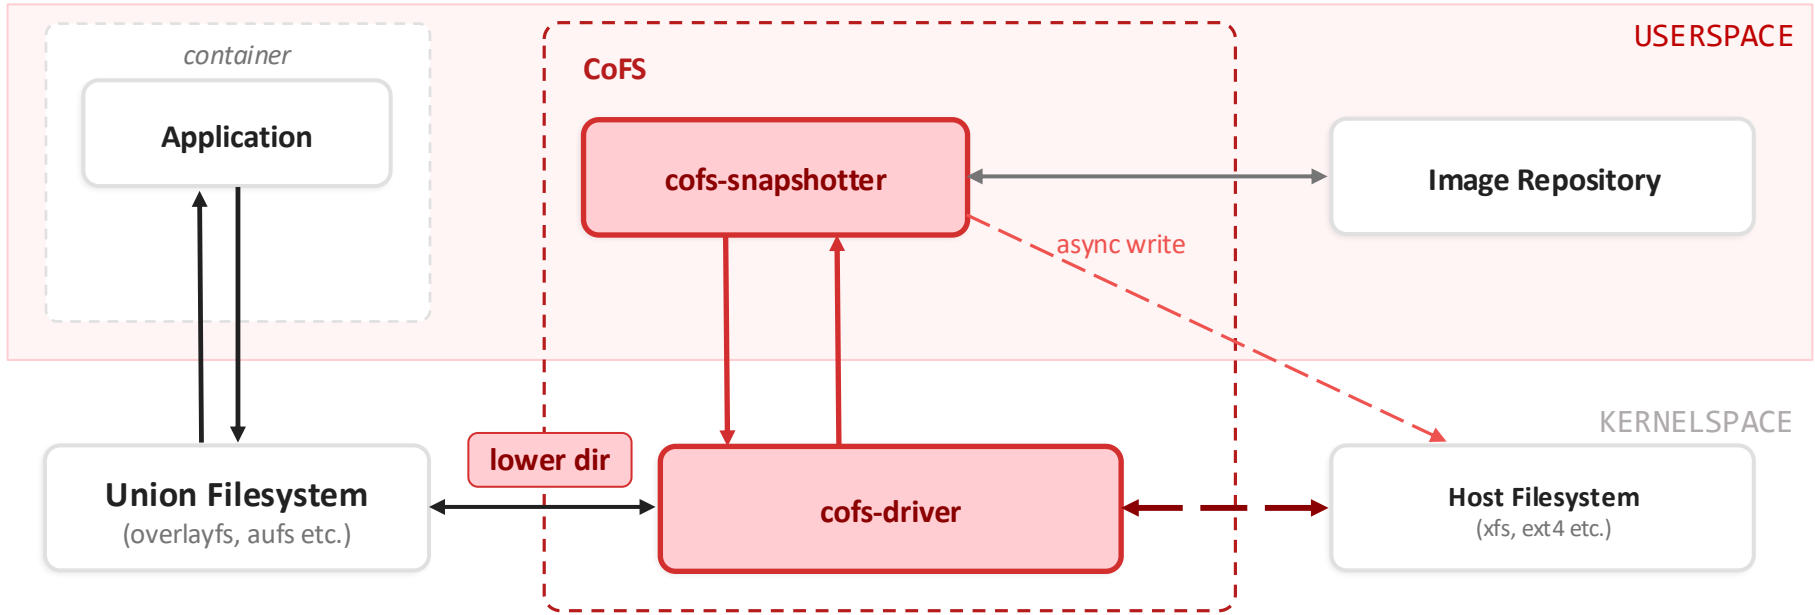 USERSPACE
container
CoFS
Application
cofs-snapshotter
Image Repository
async write
KERNELSPACE
lower dir
Union Filesystem
(overlayfs, aufs etc.)
cofs-driver
Host Filesystem
(xfs, ext4 etc.)